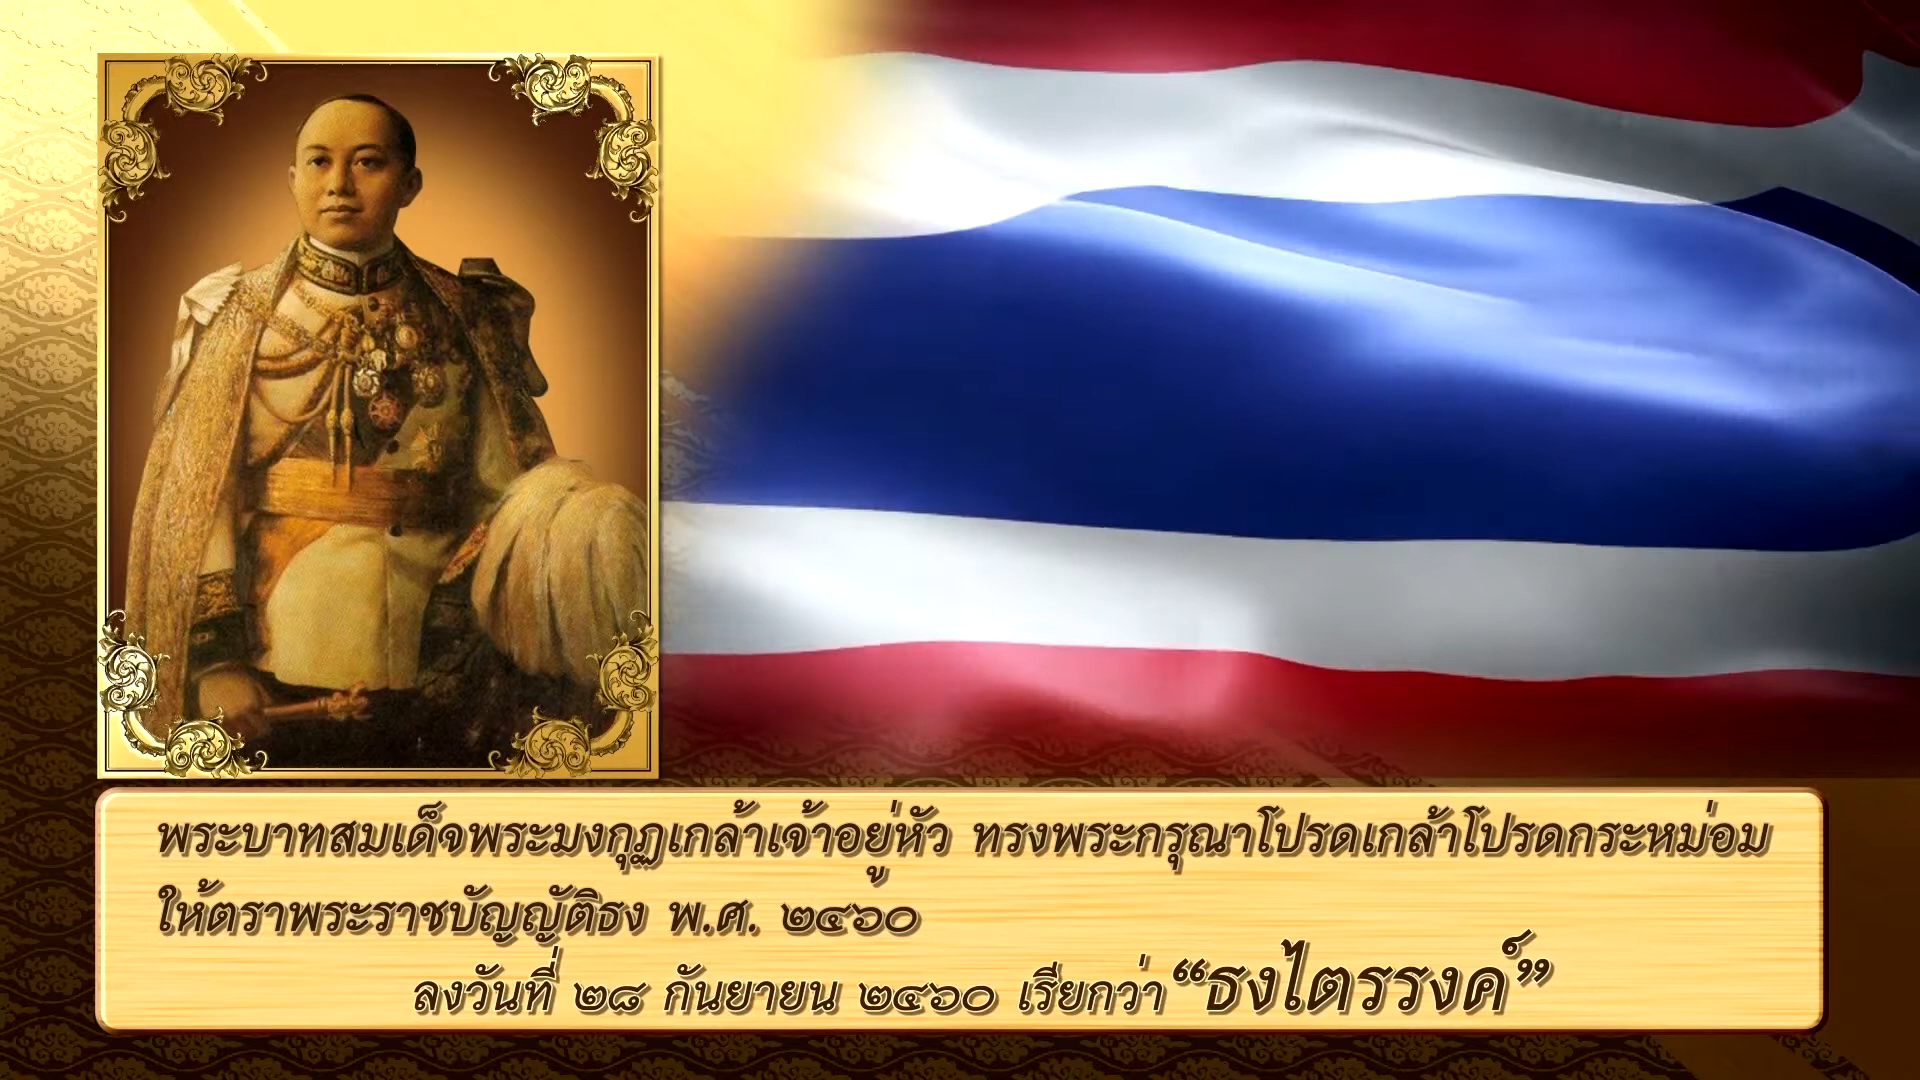 พระบาทสมเด็จพระมงกุฏเกล้าเจ้าอยู่หัว ทรงพระกรุณาโปรดเกล้าโปรดกระหม่อม
ให้ตราพระราชบัญญัติธง พ.ศ. ๒๔๖๐
ลงวันที่ ๒๘ กันยายน ๒๔๖๐ เรียกว่า “ธงไตรรงค์”